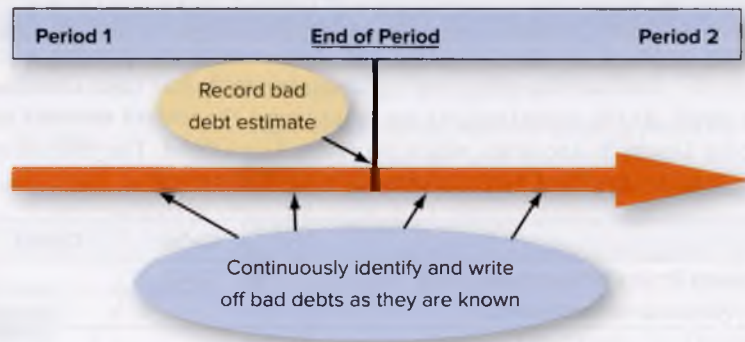 Period 1 End of Period Period 2
Record bad
debt estimate
Continuously identify and write
off bad debts as they are known